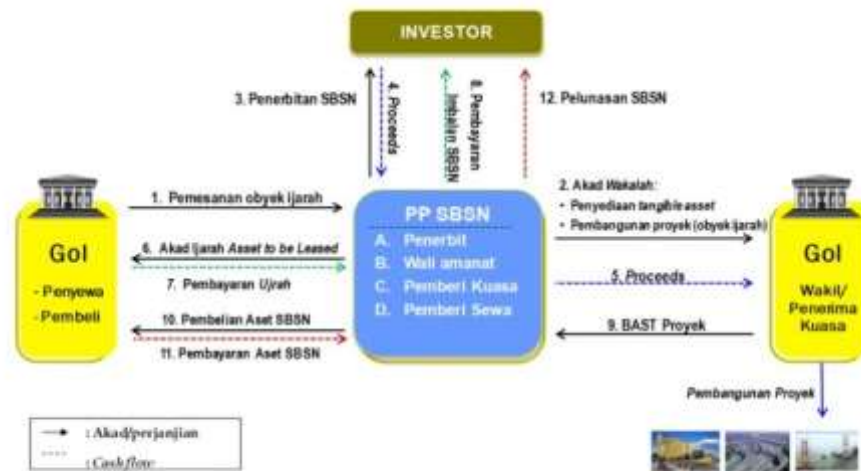 INVESTOR
3. Penerbitan SBSN
4. Proceeds
8. Pembayaran
Imbalan SBSN
12. Pelunasan SBSN
1. Pemesanan obyek ijarah
GoI
- Penyewa
- Pembeli
6. Akad Ijarah Asset to be Leased
7. Pembayaran Ujrah
10. Pembelian Aset SBSN
11. Pembayaran Aset SBSN
PP SBSN
A. Penerbit
B. Wali amanat
C. Pemberi Kuasa
D. Pemberi Sewa
2. Akad Wakalah:
• Penyediaan tangible asset
• Pembangunan proyek (obyek ijarah)
5. Proceeds
9. BAST Proyek
GoI
Wakil/
Penerima
Kuasa
Pembangunan Proyek
: Akad/perjanjian
: Cash flow